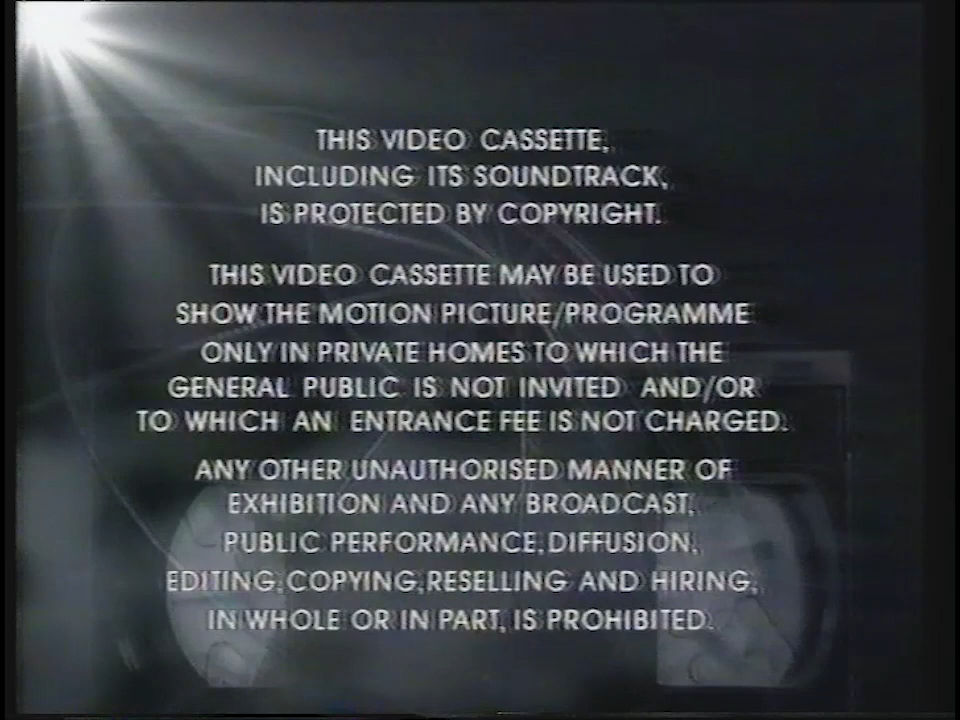 THIS VIDEO CASSETTE,
INCLUDING ITS SOUNDTRACK,
IS PROTECTED BY COPYRIGHT.
THIS VIDEO CASSETTE MAY BE USED TO
SHOW THE MOTION PICTURE/PROGRAMME
ONLY IN PRIVATE HOMES TO WHICH THE
GENERAL PUBLIC IS NOT INVITED AND/OR
TO WHICH AN ENTRANCE FEE IS NOT CHARGED.
ANY OTHER UNAUTHORISED MANNER OF
EXHIBITION AND ANY BROADCAST,
PUBLIC PERFORMANCE, DIFFUSION,
EDITING, COPYING, RESELLING AND HIRING,
IN WHOLE OR IN PART, IS PROHIBITED.